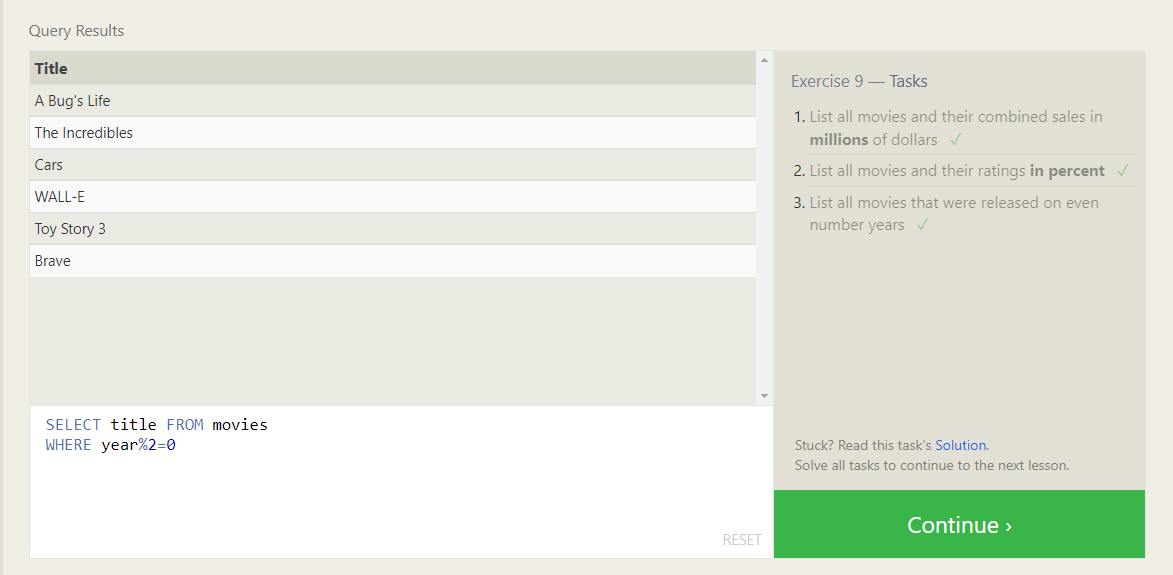 Query Results
Title
A Bug's Life
The Incredibles
Cars
WALL-E
Toy Story 3
Brave
SELECT title FROM movies
WHERE year%2=0
RESET
Exercise 9 — Tasks
1. List all movies and their combined sales in
millions of dollars ✓
2. List all movies and their ratings in percent ✓
3. List all movies that were released on even
number years ✓
Stuck? Read this task's Solution.
Solve all tasks to continue to the next lesson.
Continue ›